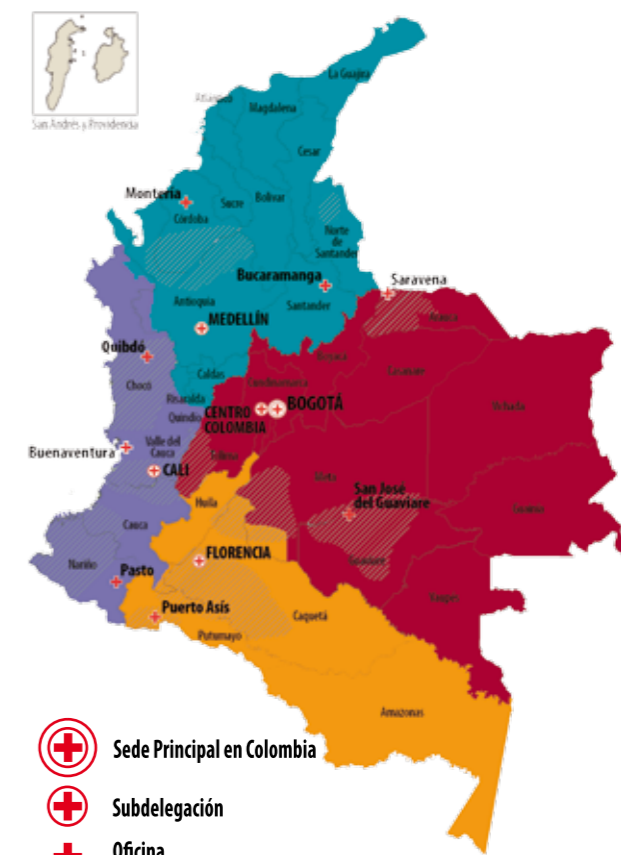 San Andrés y Providencia
La Guajira
Atlántico
Magdalena
Cesar
Montería
Córdoba
Sucre
Bolívar
Norte
de
Santander
Bucaramanga
Saravena
Antioquia
Santander
Arauca
MEDELLÍN
Quibdó
Boyacá
Casanare
Chocó
Caldas
Cundinamarca
Risaralda
Vichada
CENTRO
COLOMBIA
BOGOTÁ
Quindío
Buenaventura
Valle del
Cauca
CALI
Tolima
Meta
San José
del Guaviare
Guainía
Huila
Cauca
FLORENCIA
Guaviare
Nariño
Pasto
Vaupés
Puerto Asís
Caquetá
Putumayo
Amazonas
Sede Principal en Colombia
Subdelegación
Oficina